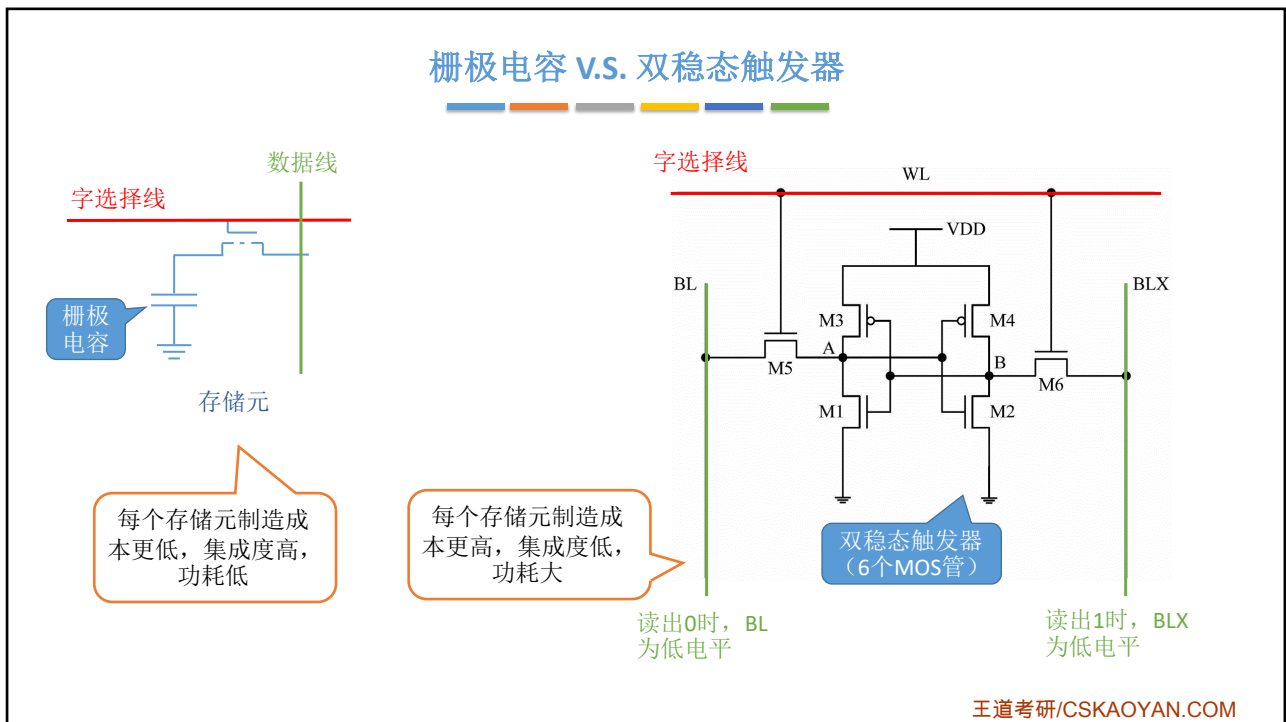 栅极电容 V.S. 双稳态触发器
数据线
字选择线
栅极
电容
存储元
每个存储元制造成
本更低，集成度高，
功耗低
字选择线
WL
VDD
BL
BLX
M3
M4
A
B
M5
M6
M1
M2
每个存储元制造成
本更高，集成度低，
功耗大
双稳态触发器
（6个MOS管）
读出0时，BL
为低电平
读出1时，BLX
为低电平
王道考研/CSKAOYAN.COM